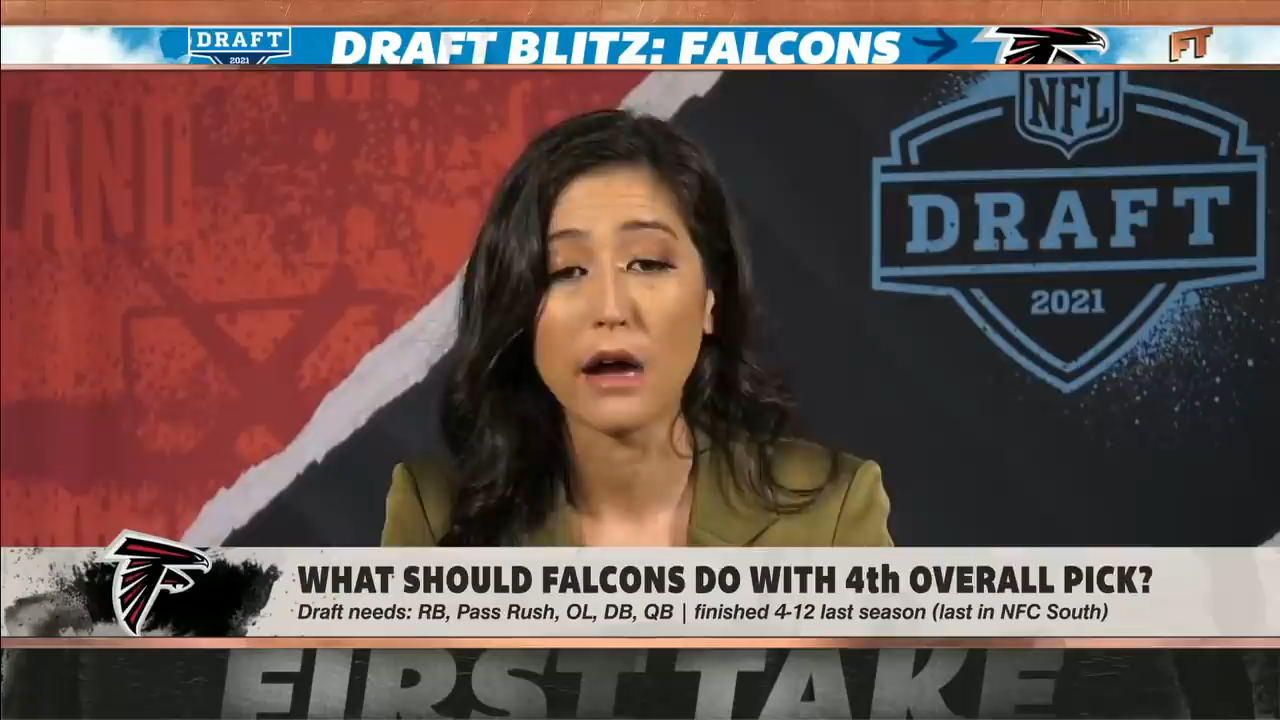 DRAFT
2021
DRAFT BLITZ: FALCONS
FT
AND
NFL
DRAFT
2021
WHAT SHOULD FALCONS DO WITH 4th OVERALL PICK?
Draft needs: RB, Pass Rush, OL, DB, QB | finished 4-12 last season (last in NFC South)
FIRST TAKE